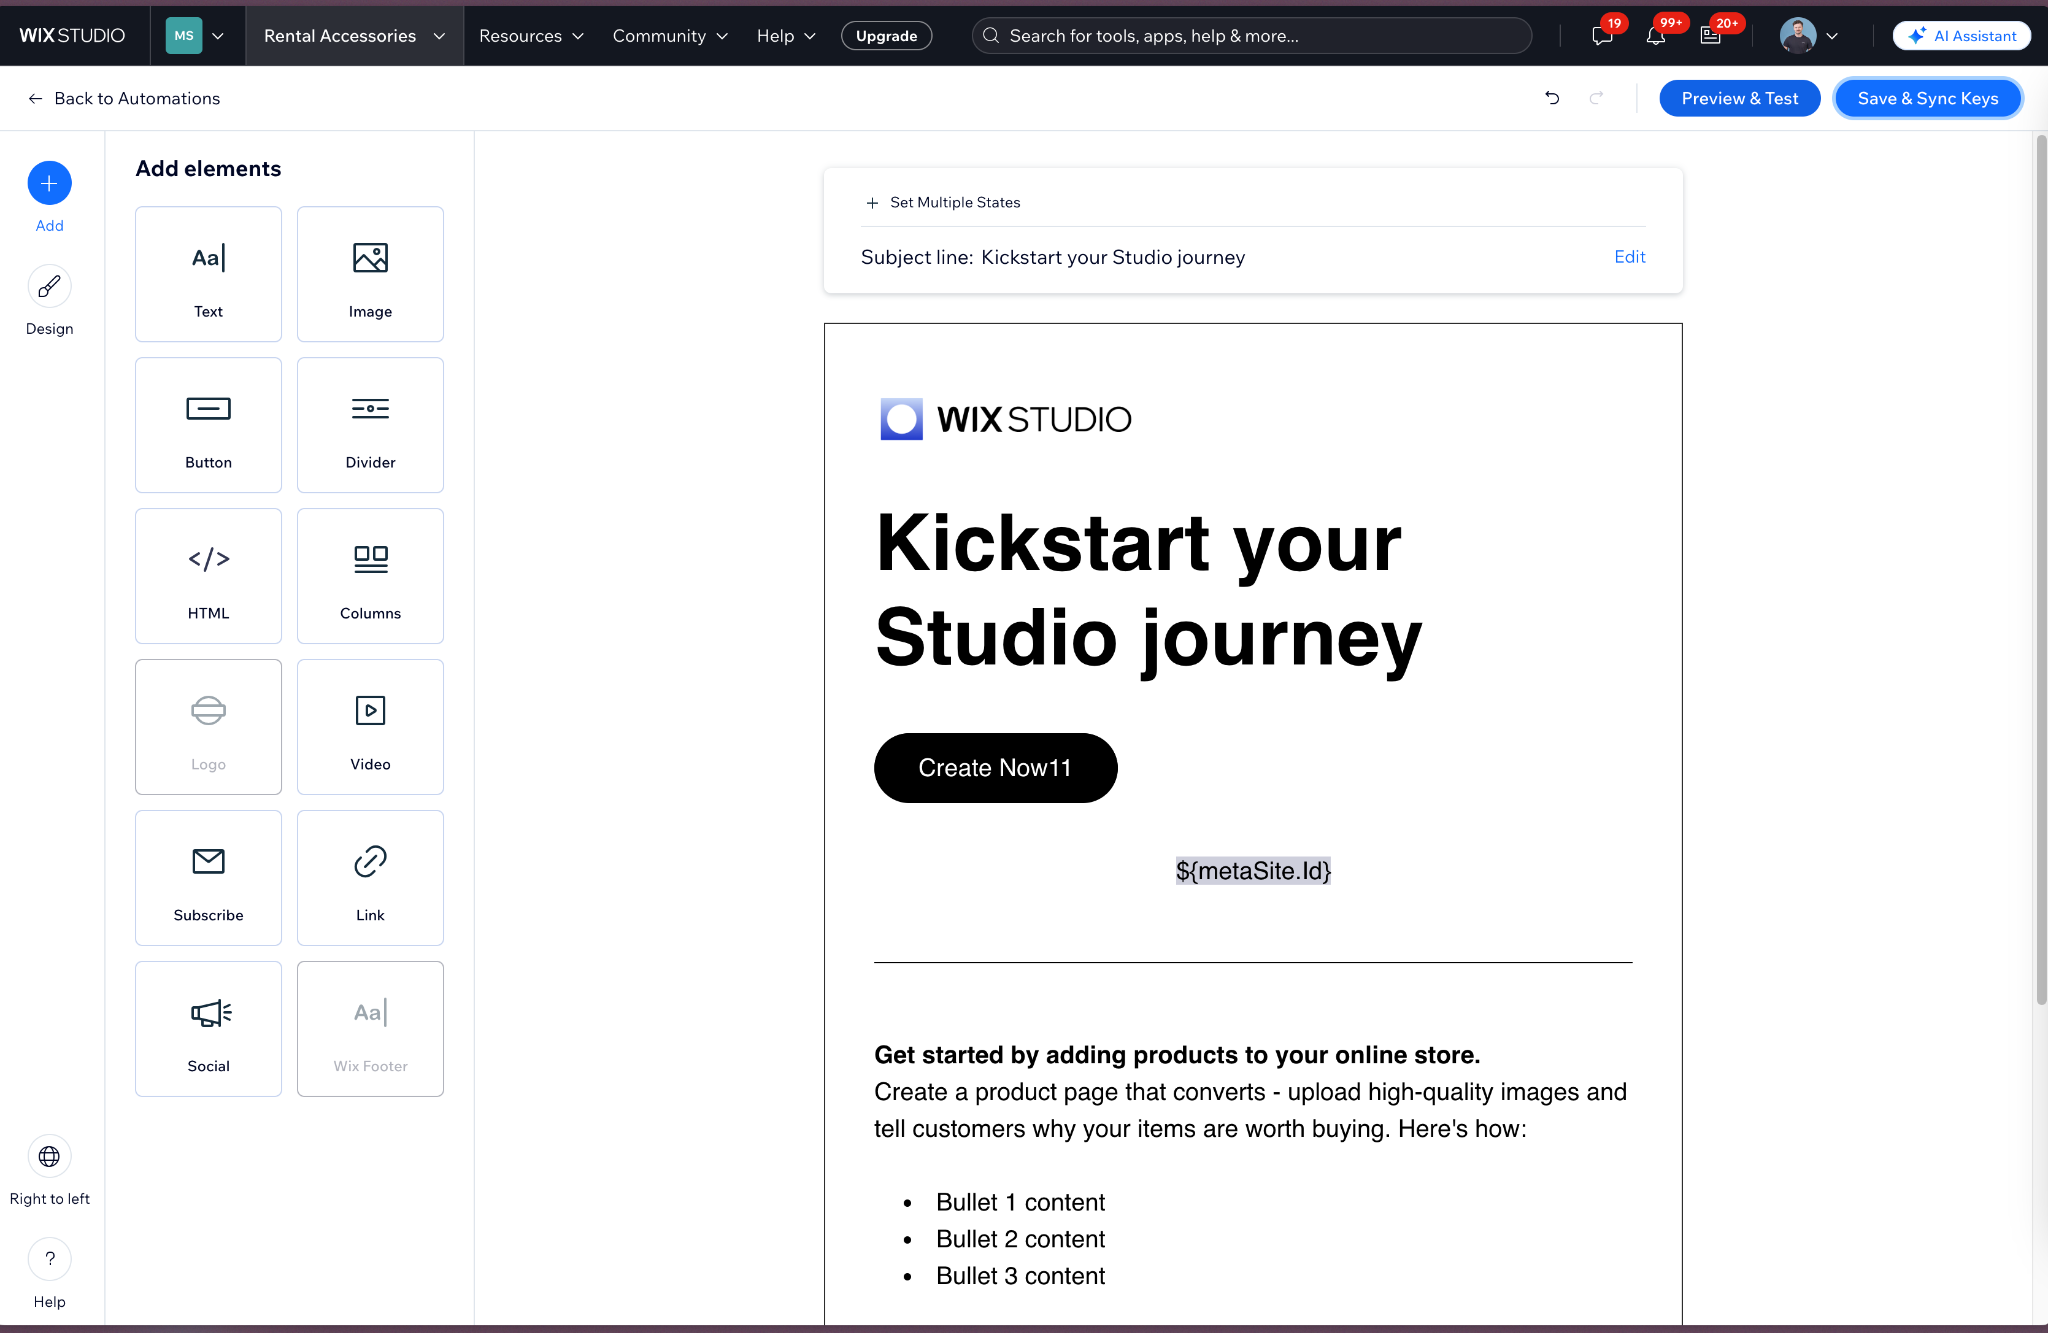 WIX STUDIO
MS
Rental Accessories
Resources
Community
Help
Upgrade
Search for tools, apps, help & more...
19
99+
20+
AI Assistant
Back to Automations
Preview & Test
Save & Sync Keys
Add
Design
Right to left
?
Help
Add elements
Aa
Text
Image
Button
Divider
</>
HTML
Columns
Logo
Video
Subscribe
Link
Social
Aa
Wix Footer
+ Set Multiple States
Subject line: Kickstart your Studio journey
Edit
WIX STUDIO
Kickstart your
Studio journey
Create Now11
${metaSite.Id}
Get started by adding products to your online store.
Create a product page that converts - upload high-quality images and
tell customers why your items are worth buying. Here's how:
• Bullet 1 content
• Bullet 2 content
• Bullet 3 content